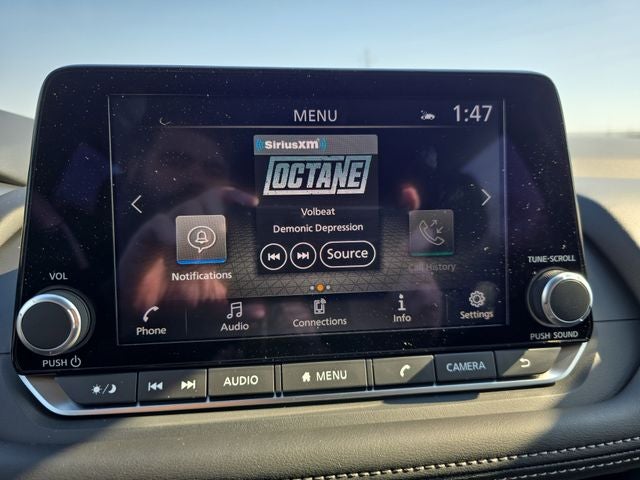 MENU
1:47
SiriusXm
OCTANE
Volbeat
Demonic Depression
Source
Notifications
Call History
Phone
Audio
Connections
Info
Settings
VOL
PUSH
TUNE·SCROLL
PUSH SOUND
AUDIO
MENU
CAMERA